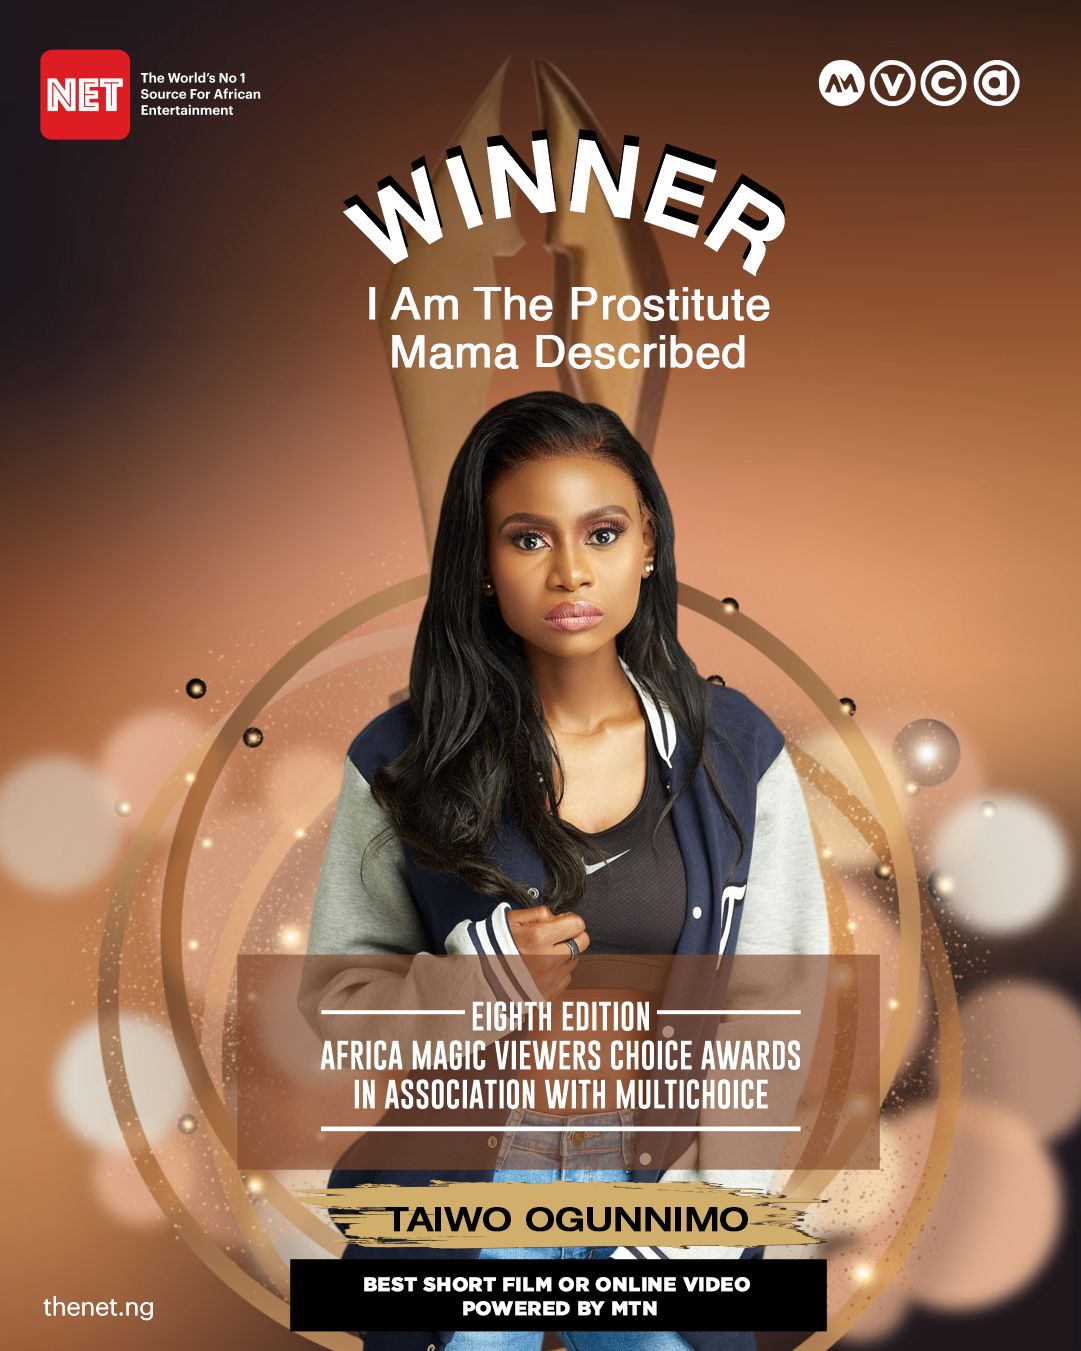 NET
The World's No 1
Source For African
Entertainment
AM v c a
WINNER
I Am The Prostitute
Mama Described
T
EIGHTH EDITION
AFRICA MAGIC VIEWERS CHOICE AWARDS
IN ASSOCIATION WITH MULTICHOICE
TAIWO OGUNNIMO
BEST SHORT FILM OR ONLINE VIDEO
POWERED BY MTN
thenet.ng